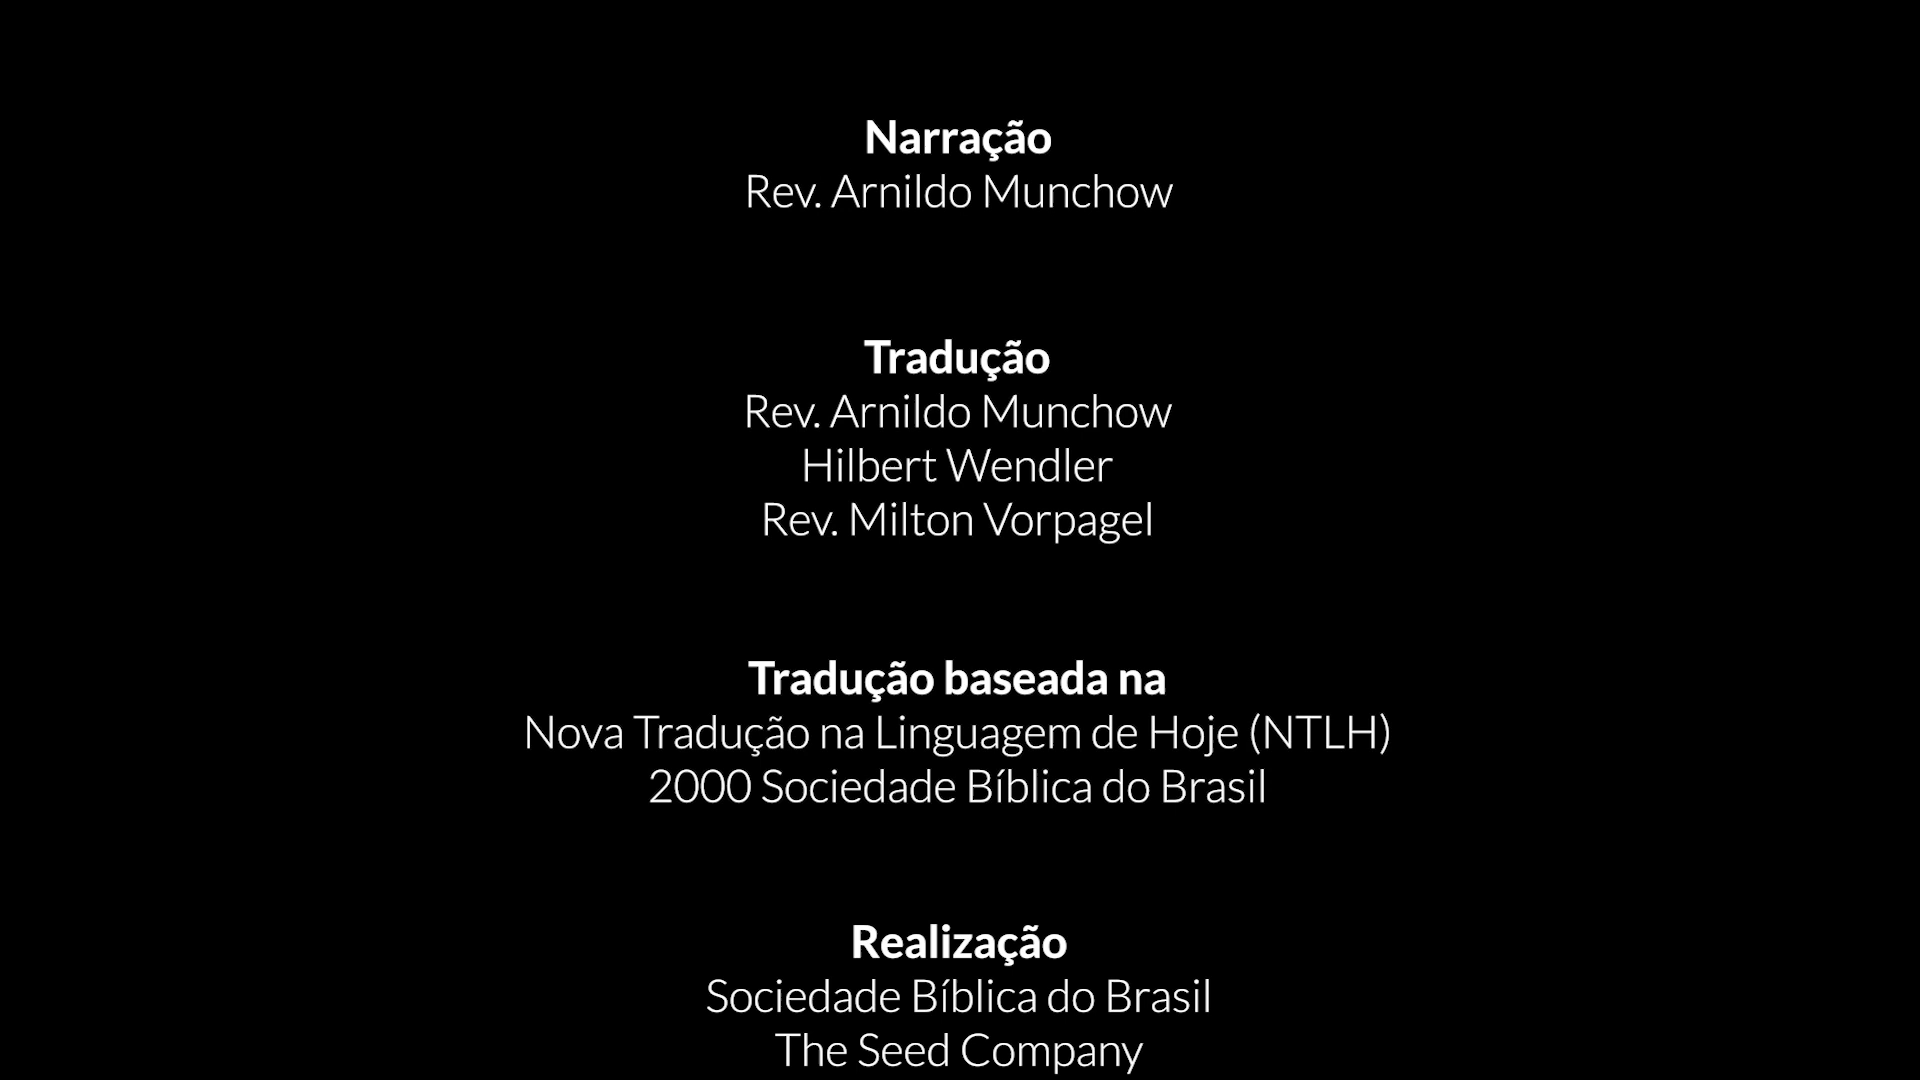 Narração
Rev. Arnildo Munchow
Tradução
Rev. Arnildo Munchow
Hilbert Wendler
Rev. Milton Vorpagel
Tradução baseada na
Nova Tradução na Linguagem de Hoje (NTLH)
2000 Sociedade Bíblica do Brasil
Realização
Sociedade Bíblica do Brasil
The Seed Company